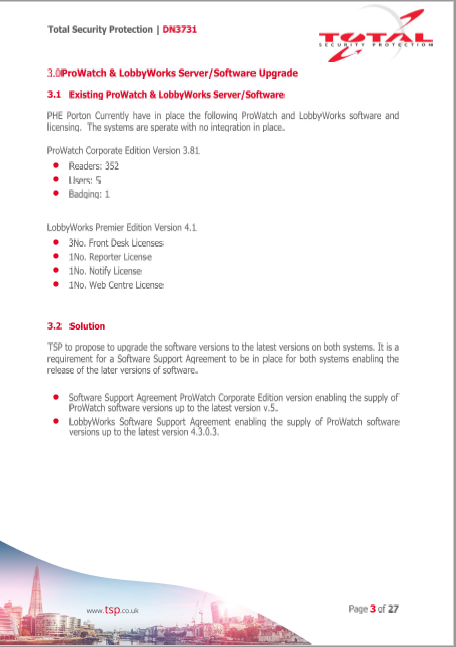 Total Security Protection | DN3731
TOTAL
SECURITY PROTECTION
3.0 ProWatch & LobbyWorks Server/Software Upgrade
3.1 Existing ProWatch & LobbyWorks Server/Software
PHE Porton Currently have in place the following ProWatch and LobbyWorks software and
licensing. The systems are sperate with no integration in place.
ProWatch Corporate Edition Version 3.81
• Readers: 352
• Users: 5
• Badging: 1
LobbyWorks Premier Edition Version 4.1
• 3No. Front Desk Licenses
• 1No. Reporter License
• 1No. Notify License
• 1No. Web Centre License
3.2 Solution
TSP to propose to upgrade the software versions to the latest versions on both systems. It is a
requirement for a Software Support Agreement to be in place for both systems enabling the
release of the later versions of software.
• Software Support Agreement ProWatch Corporate Edition version enabling the supply of
ProWatch software versions up to the latest version v.5.
• LobbyWorks Software Support Agreement enabling the supply of ProWatch software
versions up to the latest version 4.3.0.3.
www.tsp.co.uk
Page 3 of 27